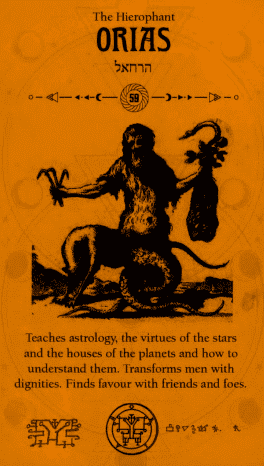 The Hierophant
ORIAS
הרחאל
59
Teaches astrology, the virtues of the stars
and the houses of the planets and how to
understand them. Transforms men with
dignities. Finds favour with friends and foes.